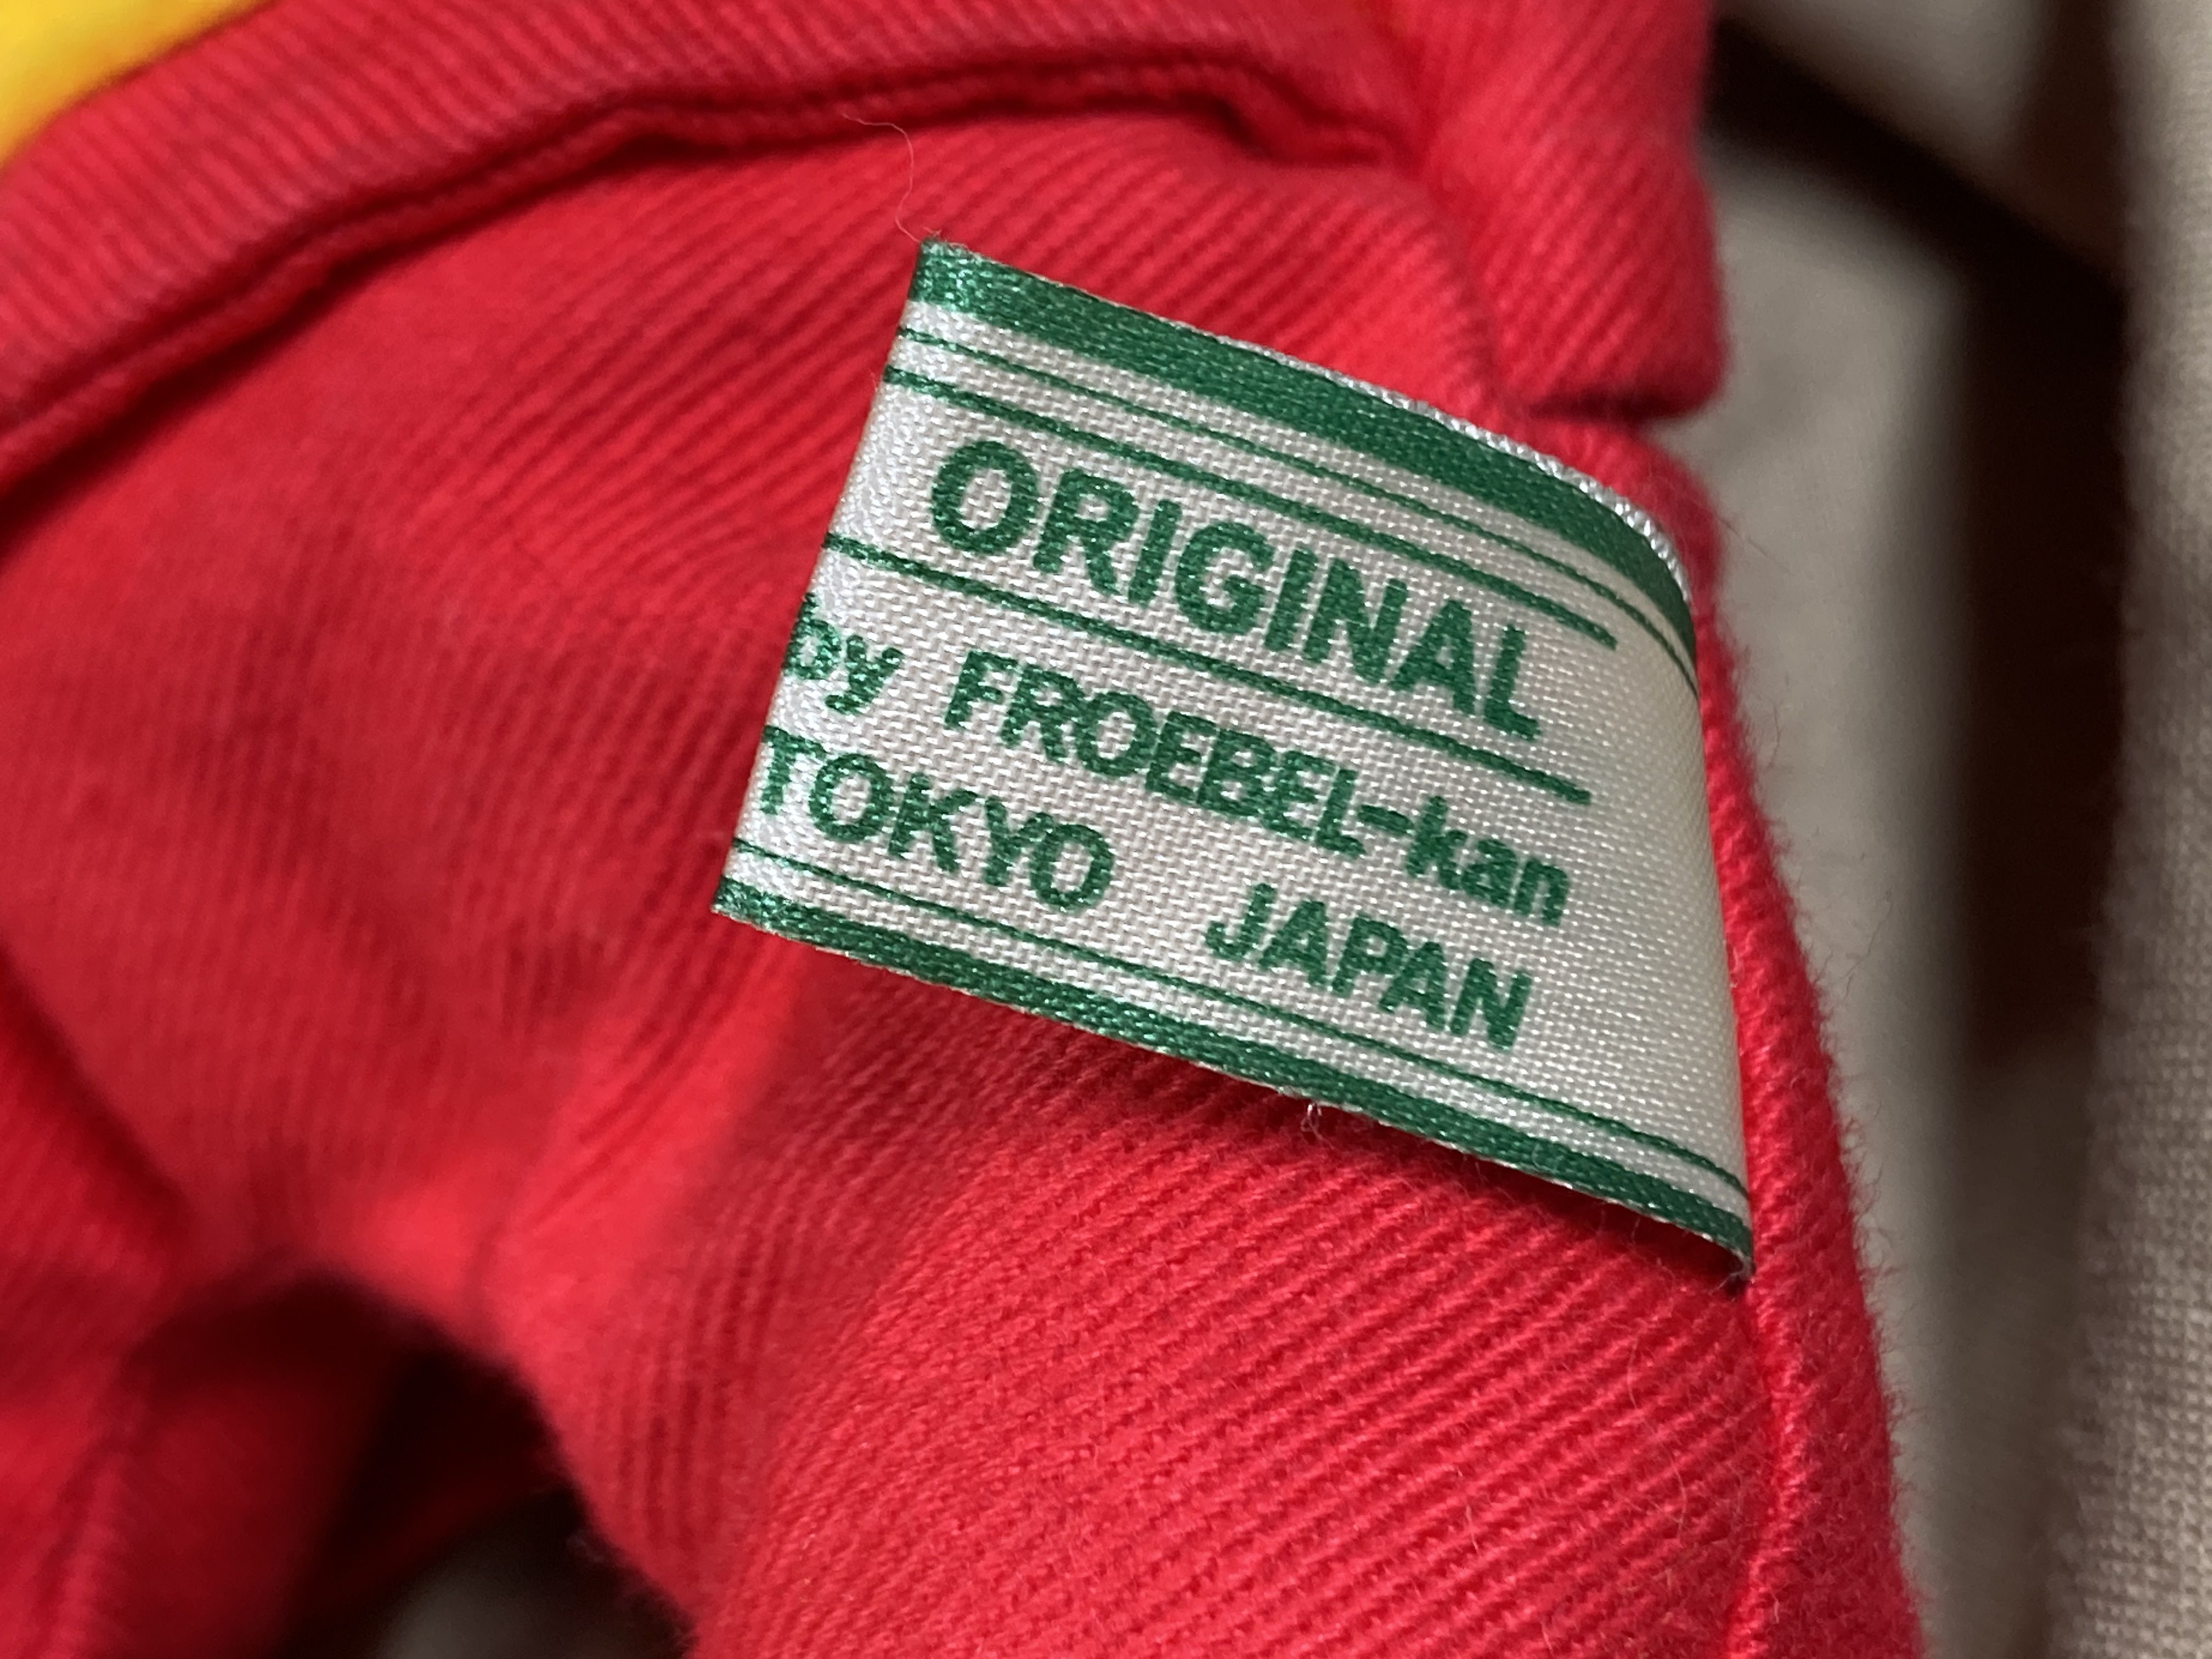 ORIGINAL
by FROEBEL-kan
TOKYO JAPAN